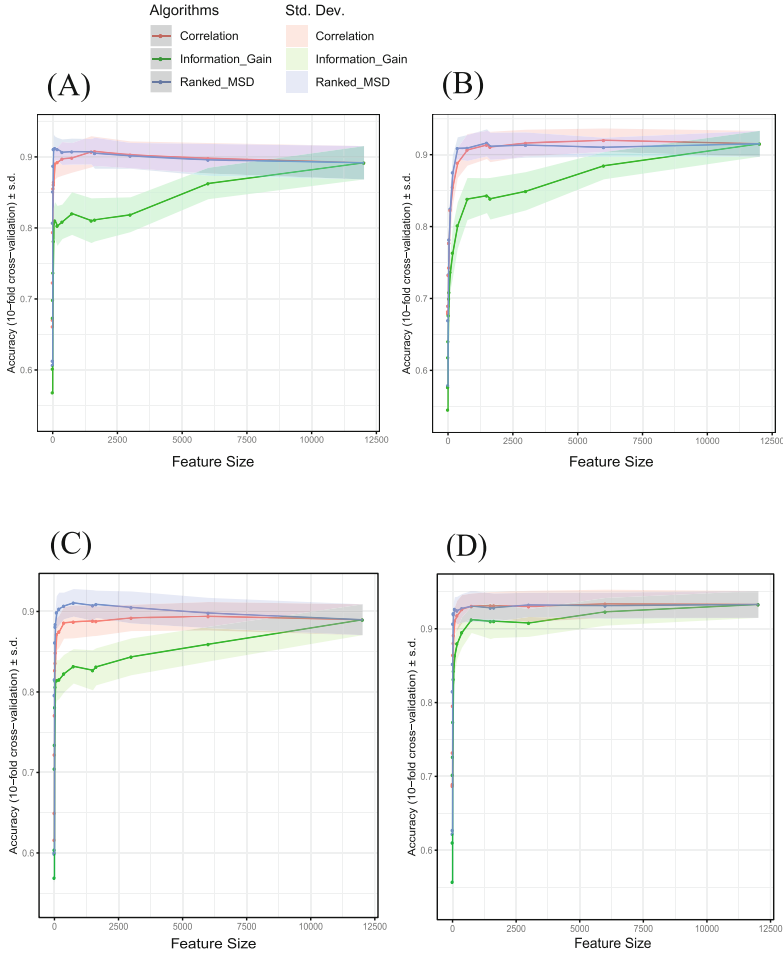 Algorithms Std. Dev.
Correlation Correlation
Information_Gain Information_Gain
Ranked_MSD Ranked_MSD
(A) (B)
Accuracy (10−fold cross−validation) ± s.d.
0.9
0.8
0.7
0.6
0 2500 5000 7500 10000 12500
Feature Size
Accuracy (10−fold cross−validation) ± s.d.
0.9
0.8
0.7
0.6
0 2500 5000 7500 10000 12500
Feature Size
(C) (D)
Accuracy (10−fold cross−validation) ± s.d.
0.9
0.8
0.7
0.6
0 2500 5000 7500 10000 12500
Feature Size
Accuracy (10−fold cross−validation) ± s.d.
0.9
0.8
0.7
0.6
0 2500 5000 7500 10000 12500
Feature Size